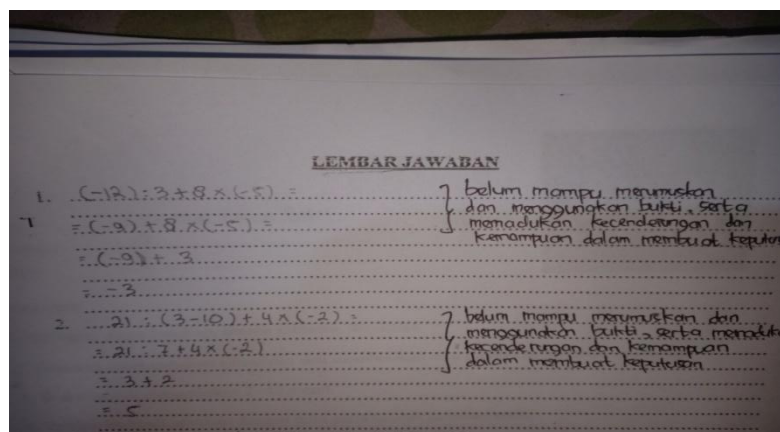 LEMBAR JAWABAN
1. (-12) : 3 + 8 x (-5) =
= (-9) + 8 x (-5) =
= (-9) + 3
= -3
belum mampu merumuskan
dan menggunakan bukti, serta
memadukan kecenderungan dan
kemampuan dalam membuat keputusan
2. 21 : (3-10) + 4 x (-2) =
= 21 : 7 + 4 x (-2)
= 3 + 2
= 5
belum mampu merumuskan dan
menggunakan bukti, serta
kecenderungan dan kemampuan
dalam membuat keputusan